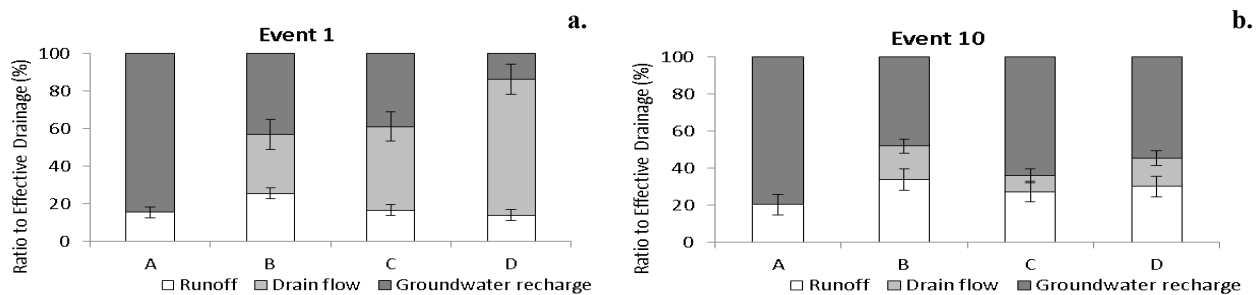 a.
Event 1
Ratio to Effective Drainage (%)
100
80
60
40
20
0
A B C D
Runoff Drain flow Groundwater recharge
b.
Event 10
Ratio to Effective Drainage (%)
100
80
60
40
20
0
A B C D
Runoff Drain flow Groundwater recharge